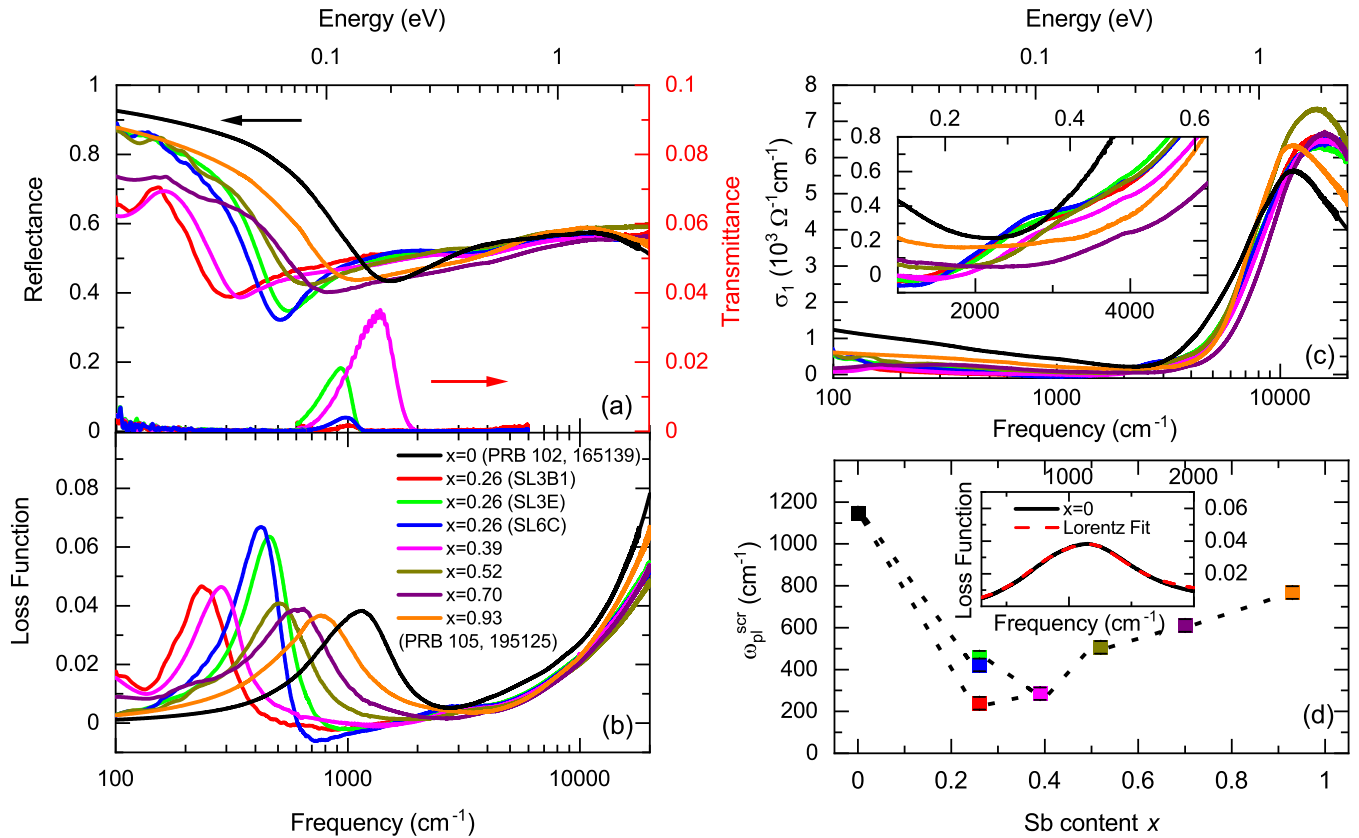 Energy (eV)
0.1 1
1 0.1
0.8 0.08
0.6 0.06
0.4 0.04
0.2 0.02
0 0
Reflectance
Transmittance
(a)
0.08
0.06
0.04
0.02
0
Loss Function
x=0 (PRB 102, 165139)
x=0.26 (SL3B1)
x=0.26 (SL3E)
x=0.26 (SL6C)
x=0.39
x=0.52
x=0.70
x=0.93
(PRB 105, 195125)
(b)
100 1000 10000
Frequency (cm⁻¹)
Energy (eV)
0.1 1
8
7
6
5
4
3
2
1
0
σ₁ (10³ Ω⁻¹cm⁻¹)
0.2 0.4 0.6
0.8
0.6
0.4
0.2
0
2000 4000
(c)
100 1000 10000
Frequency (cm⁻¹)
1200
1000
800
600
400
200
0
ωₚₗˢᶜʳ (cm⁻¹)
1000 2000
Loss Function
x=0
Lorentz Fit
0.06
0.04
0.02
Frequency (cm⁻¹)
(d)
0 0.2 0.4 0.6 0.8 1
Sb content x